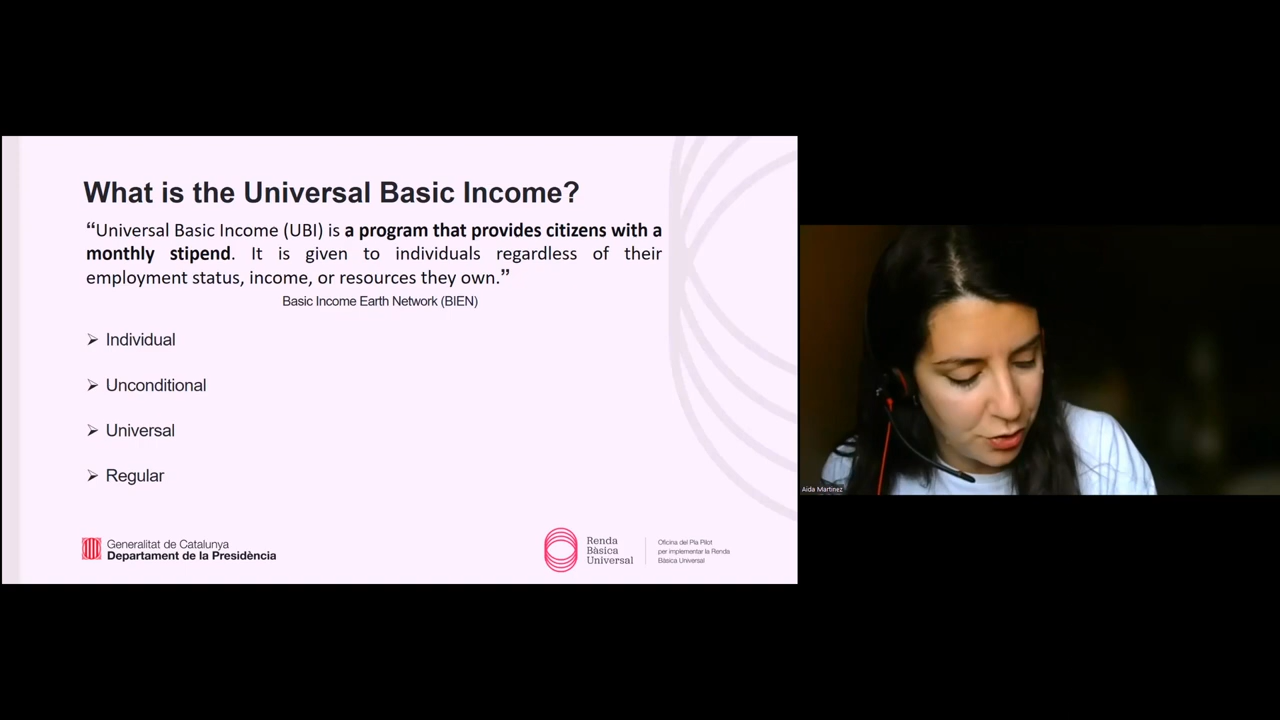 What is the Universal Basic Income?
“Universal Basic Income (UBI) is a program that provides citizens with a
monthly stipend. It is given to individuals regardless of their
employment status, income, or resources they own.”
Basic Income Earth Network (BIEN)
➢ Individual
➢ Unconditional
➢ Universal
➢ Regular
Generalitat de Catalunya
Departament de la Presidència
Renda
Bàsica
Universal
Oficina del Pla Pilot
per implementar la Renda
Bàsica Universal
Aida Martinez